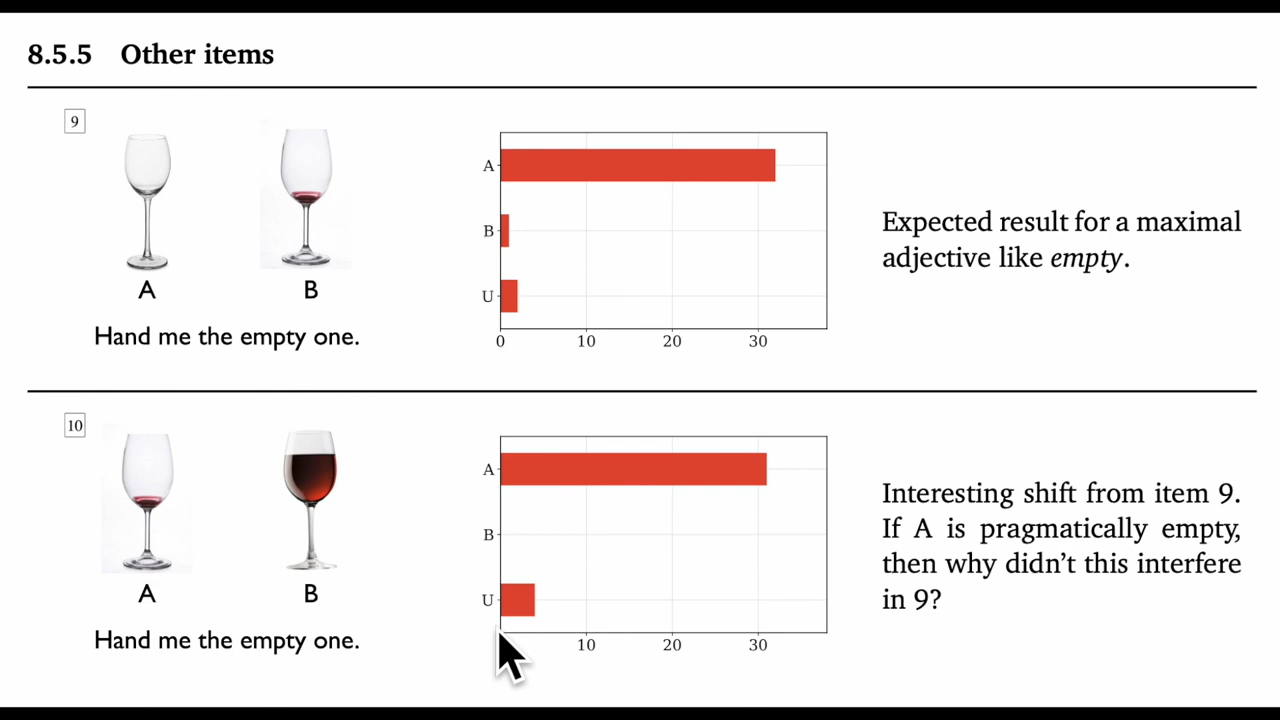 8.5.5 Other items
9
A B
Hand me the empty one.
A
B
U
0 10 20 30
Expected result for a maximal
adjective like empty.
10
A B
Hand me the empty one.
A
B
U
10 20 30
Interesting shift from item 9.
If A is pragmatically empty,
then why didn’t this interfere
in 9?